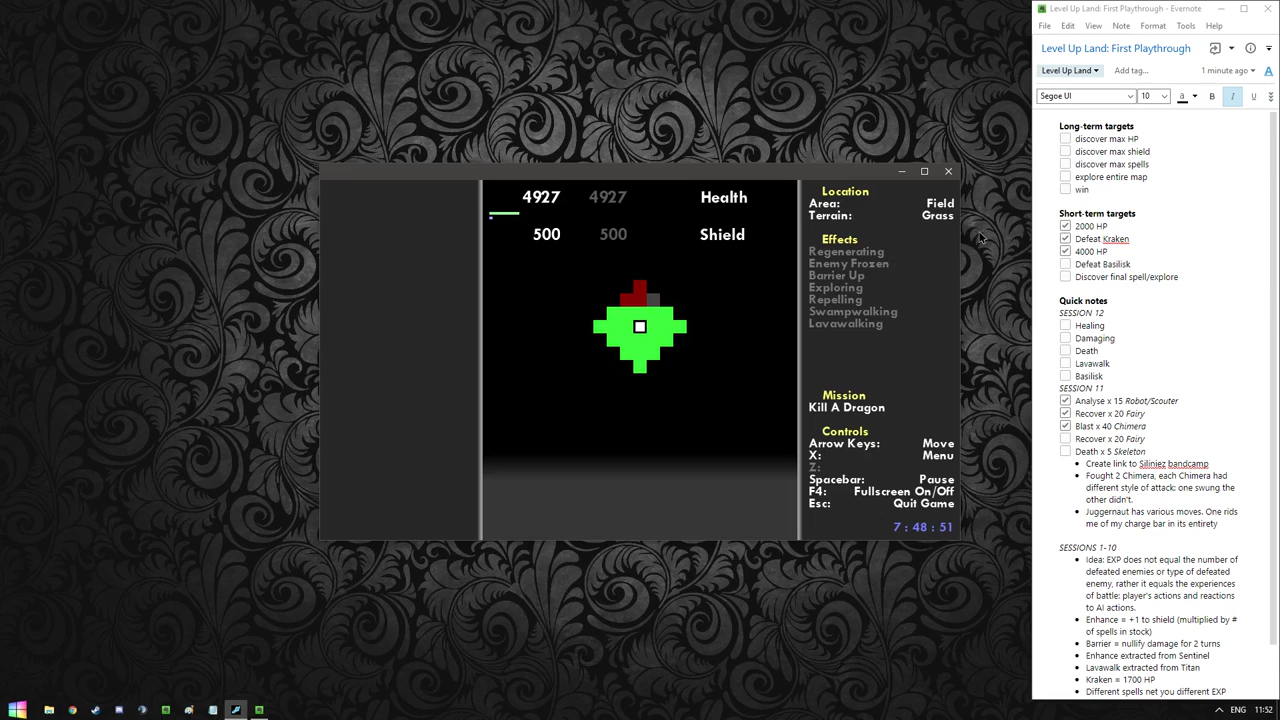 4927 4927 Health
500 500 Shield
Location
Area: Field
Terrain: Grass
Effects
Regenerating
Enemy Frozen
Barrier Up
Exploring
Repelling
Swampwalking
Lavawalking
Mission
Kill A Dragon
Controls
Arrow Keys: Move
X: Menu
Z:
Spacebar: Pause
F4: Fullscreen On/Off
Esc: Quit Game
7 : 48 : 51
Level Up Land: First Playthrough - Evernote
File Edit View Note Format Tools Help
Level Up Land: First Playthrough
Level Up Land Add tag... 1 minute ago
Segoe UI 10 a B I U
Long-term targets
discover max HP
discover max shield
discover max spells
explore entire map
win
Short-term targets
2000 HP
Defeat Kraken
4000 HP
Defeat Basilisk
Discover final spell/explore
Quick notes
SESSION 12
Healing
Damaging
Death
Lavawalk
Basilisk
SESSION 11
Analyse x 15 Robot/Scouter
Recover x 20 Fairy
Blast x 40 Chimera
Recover x 20 Fairy
Death x 5 Skeleton
Create link to Siliniez bandcamp
Fought 2 Chimera, each Chimera had
different style of attack: one swung the
other didn't.
Juggernaut has various moves. One rids
me of my charge bar in its entirety
SESSIONS 1-10
Idea: EXP does not equal the number of
defeated enemies or type of defeated
enemy, rather it equals the experiences
of battle: player's actions and reactions
to AI actions.
Enhance = +1 to shield (multiplied by #
of spells in stock)
Barrier = nullify damage for 2 turns
Enhance extracted from Sentinel
Lavawalk extracted from Titan
Kraken = 1700 HP
Different spells net you different EXP
ENG 11:52